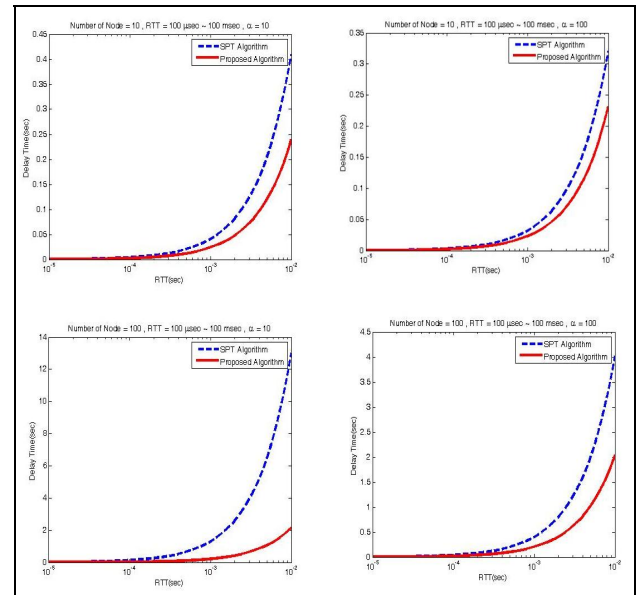 Number of Node = 10 , RTT = 100 μsec ~ 100 msec , α = 10
0.45
0.4
0.35
0.3
0.25
0.2
0.15
0.1
0.05
0
Delay Time(sec)
SPT Algorithm
Proposed Algorithm
10^-5
10^-4
10^-3
10^-2
RTT(sec)
Number of Node = 10 , RTT = 100 μsec ~ 100 msec , α = 100
0.35
0.3
0.25
0.2
0.15
0.1
0.05
0
Delay Time(sec)
SPT Algorithm
Proposed Algorithm
10^-5
10^-4
10^-3
10^-2
RTT(sec)
Number of Node = 100 , RTT = 100 μsec ~ 100 msec , α = 10
14
12
10
8
6
4
2
0
Delay Time(sec)
SPT Algorithm
Proposed Algorithm
10^-5
10^-4
10^-3
10^-2
RTT(sec)
Number of Node = 100 , RTT = 100 μsec ~ 100 msec , α = 100
4.5
4
3.5
3
2.5
2
1.5
1
0.5
0
Delay Time(sec)
SPT Algorithm
Proposed Algorithm
10^-5
10^-4
10^-3
10^-2
RTT(sec)